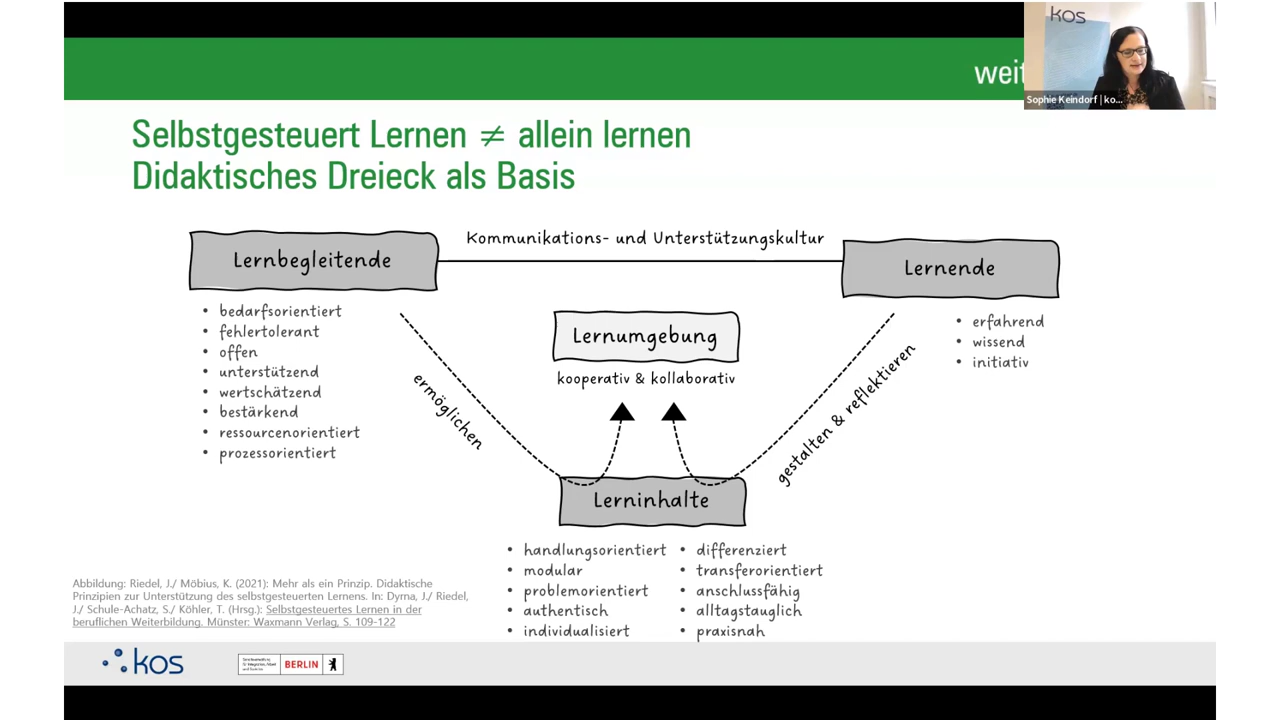 kos
weit
Sophie Keindorf | ko...
Selbstgesteuert Lernen ≠ allein lernen
Didaktisches Dreieck als Basis
Kommunikations- und Unterstützungskultur
Lernbegleitende
Lernende
• bedarfsorientiert
• fehlertolerant
• offen
• unterstützend
• wertschätzend
• bestärkend
• ressourcenorientiert
• prozessorientiert
Lernumgebung
kooperativ & kollaborativ
• erfahrend
• wissend
• initiativ
ermöglichen
gestalten & reflektieren
Lerninhalte
• handlungsorientiert
• modular
• problemorientiert
• authentisch
• individualisiert
• differenziert
• transferorientiert
• anschlussfähig
• alltagstauglich
• praxisnah
Abbildung: Riedel, J./ Möbius, K. (2021): Mehr als ein Prinzip. Didaktische
Prinzipien zur Unterstützung des selbstgesteuerten Lernens. In: Dyrna, J./ Riedel,
J./ Schule-Achatz, S./ Köhler, T. (Hrsg.): Selbstgesteuertes Lernen in der
beruflichen Weiterbildung. Münster: Waxmann Verlag, S. 109-122
kos
BERLIN